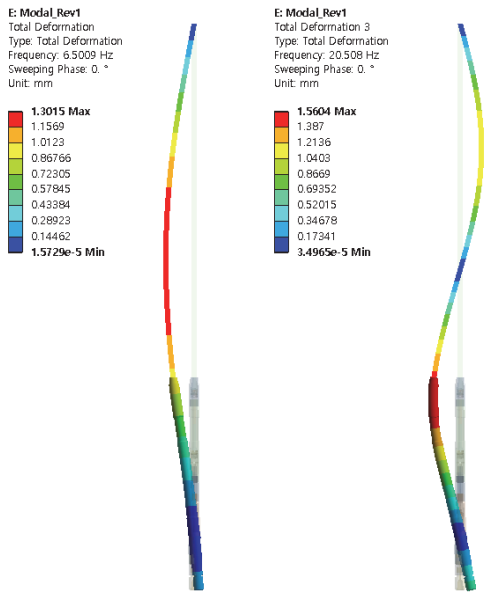 E: Modal_Rev1
Total Deformation
Type: Total Deformation
Frequency: 6.5009 Hz
Sweeping Phase: 0. °
Unit: mm
1.3015 Max
1.1569
1.0123
0.86766
0.72305
0.57845
0.43384
0.28923
0.14462
1.5729e-5 Min
E: Modal_Rev1
Total Deformation 3
Type: Total Deformation
Frequency: 20.508 Hz
Sweeping Phase: 0. °
Unit: mm
1.5604 Max
1.387
1.2136
1.0403
0.8669
0.69352
0.52015
0.34678
0.17341
3.4965e-5 Min